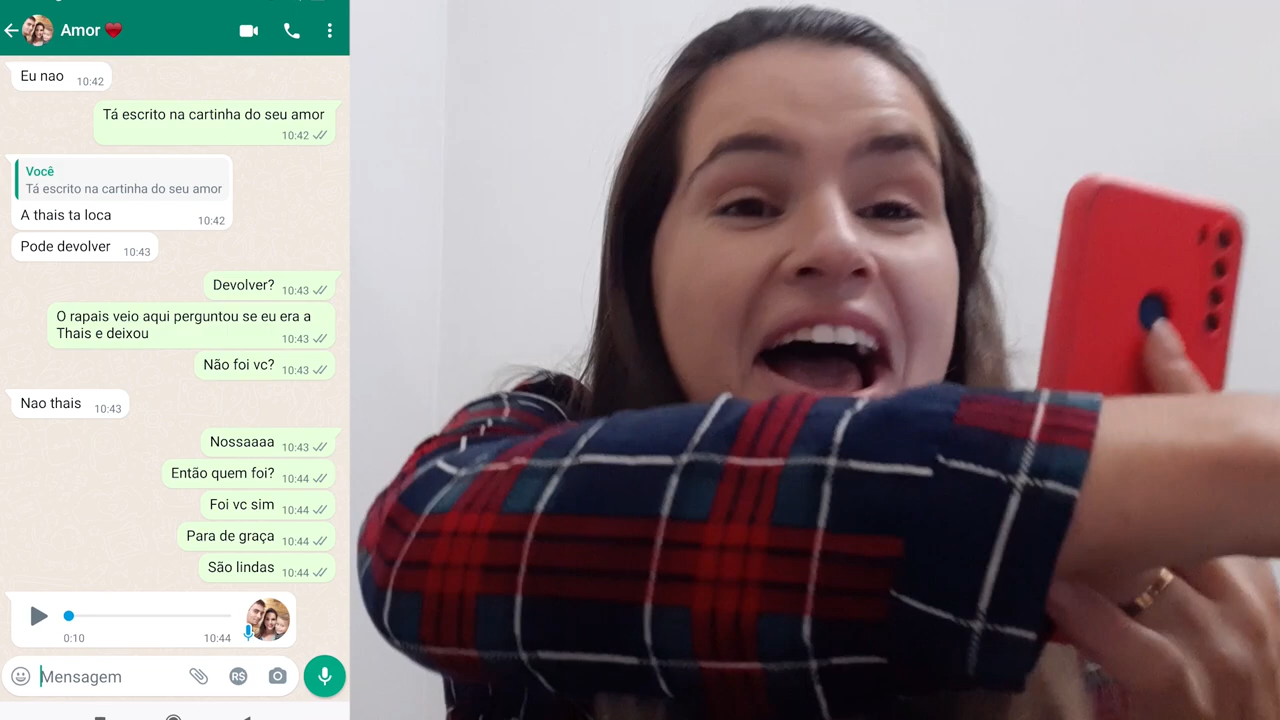 Amor
Eu nao 10:42
Tá escrito na cartinha do seu amor
10:42
Você
Tá escrito na cartinha do seu amor
A thais ta loca 10:42
Pode devolver 10:43
Devolver? 10:43
O rapais veio aqui perguntou se eu era a
Thais e deixou 10:43
Não foi vc? 10:43
Nao thais 10:43
Nossaaaa 10:43
Então quem foi? 10:44
Foi vc sim 10:44
Para de graça 10:44
São lindas 10:44
0:10 10:44
Mensagem R$